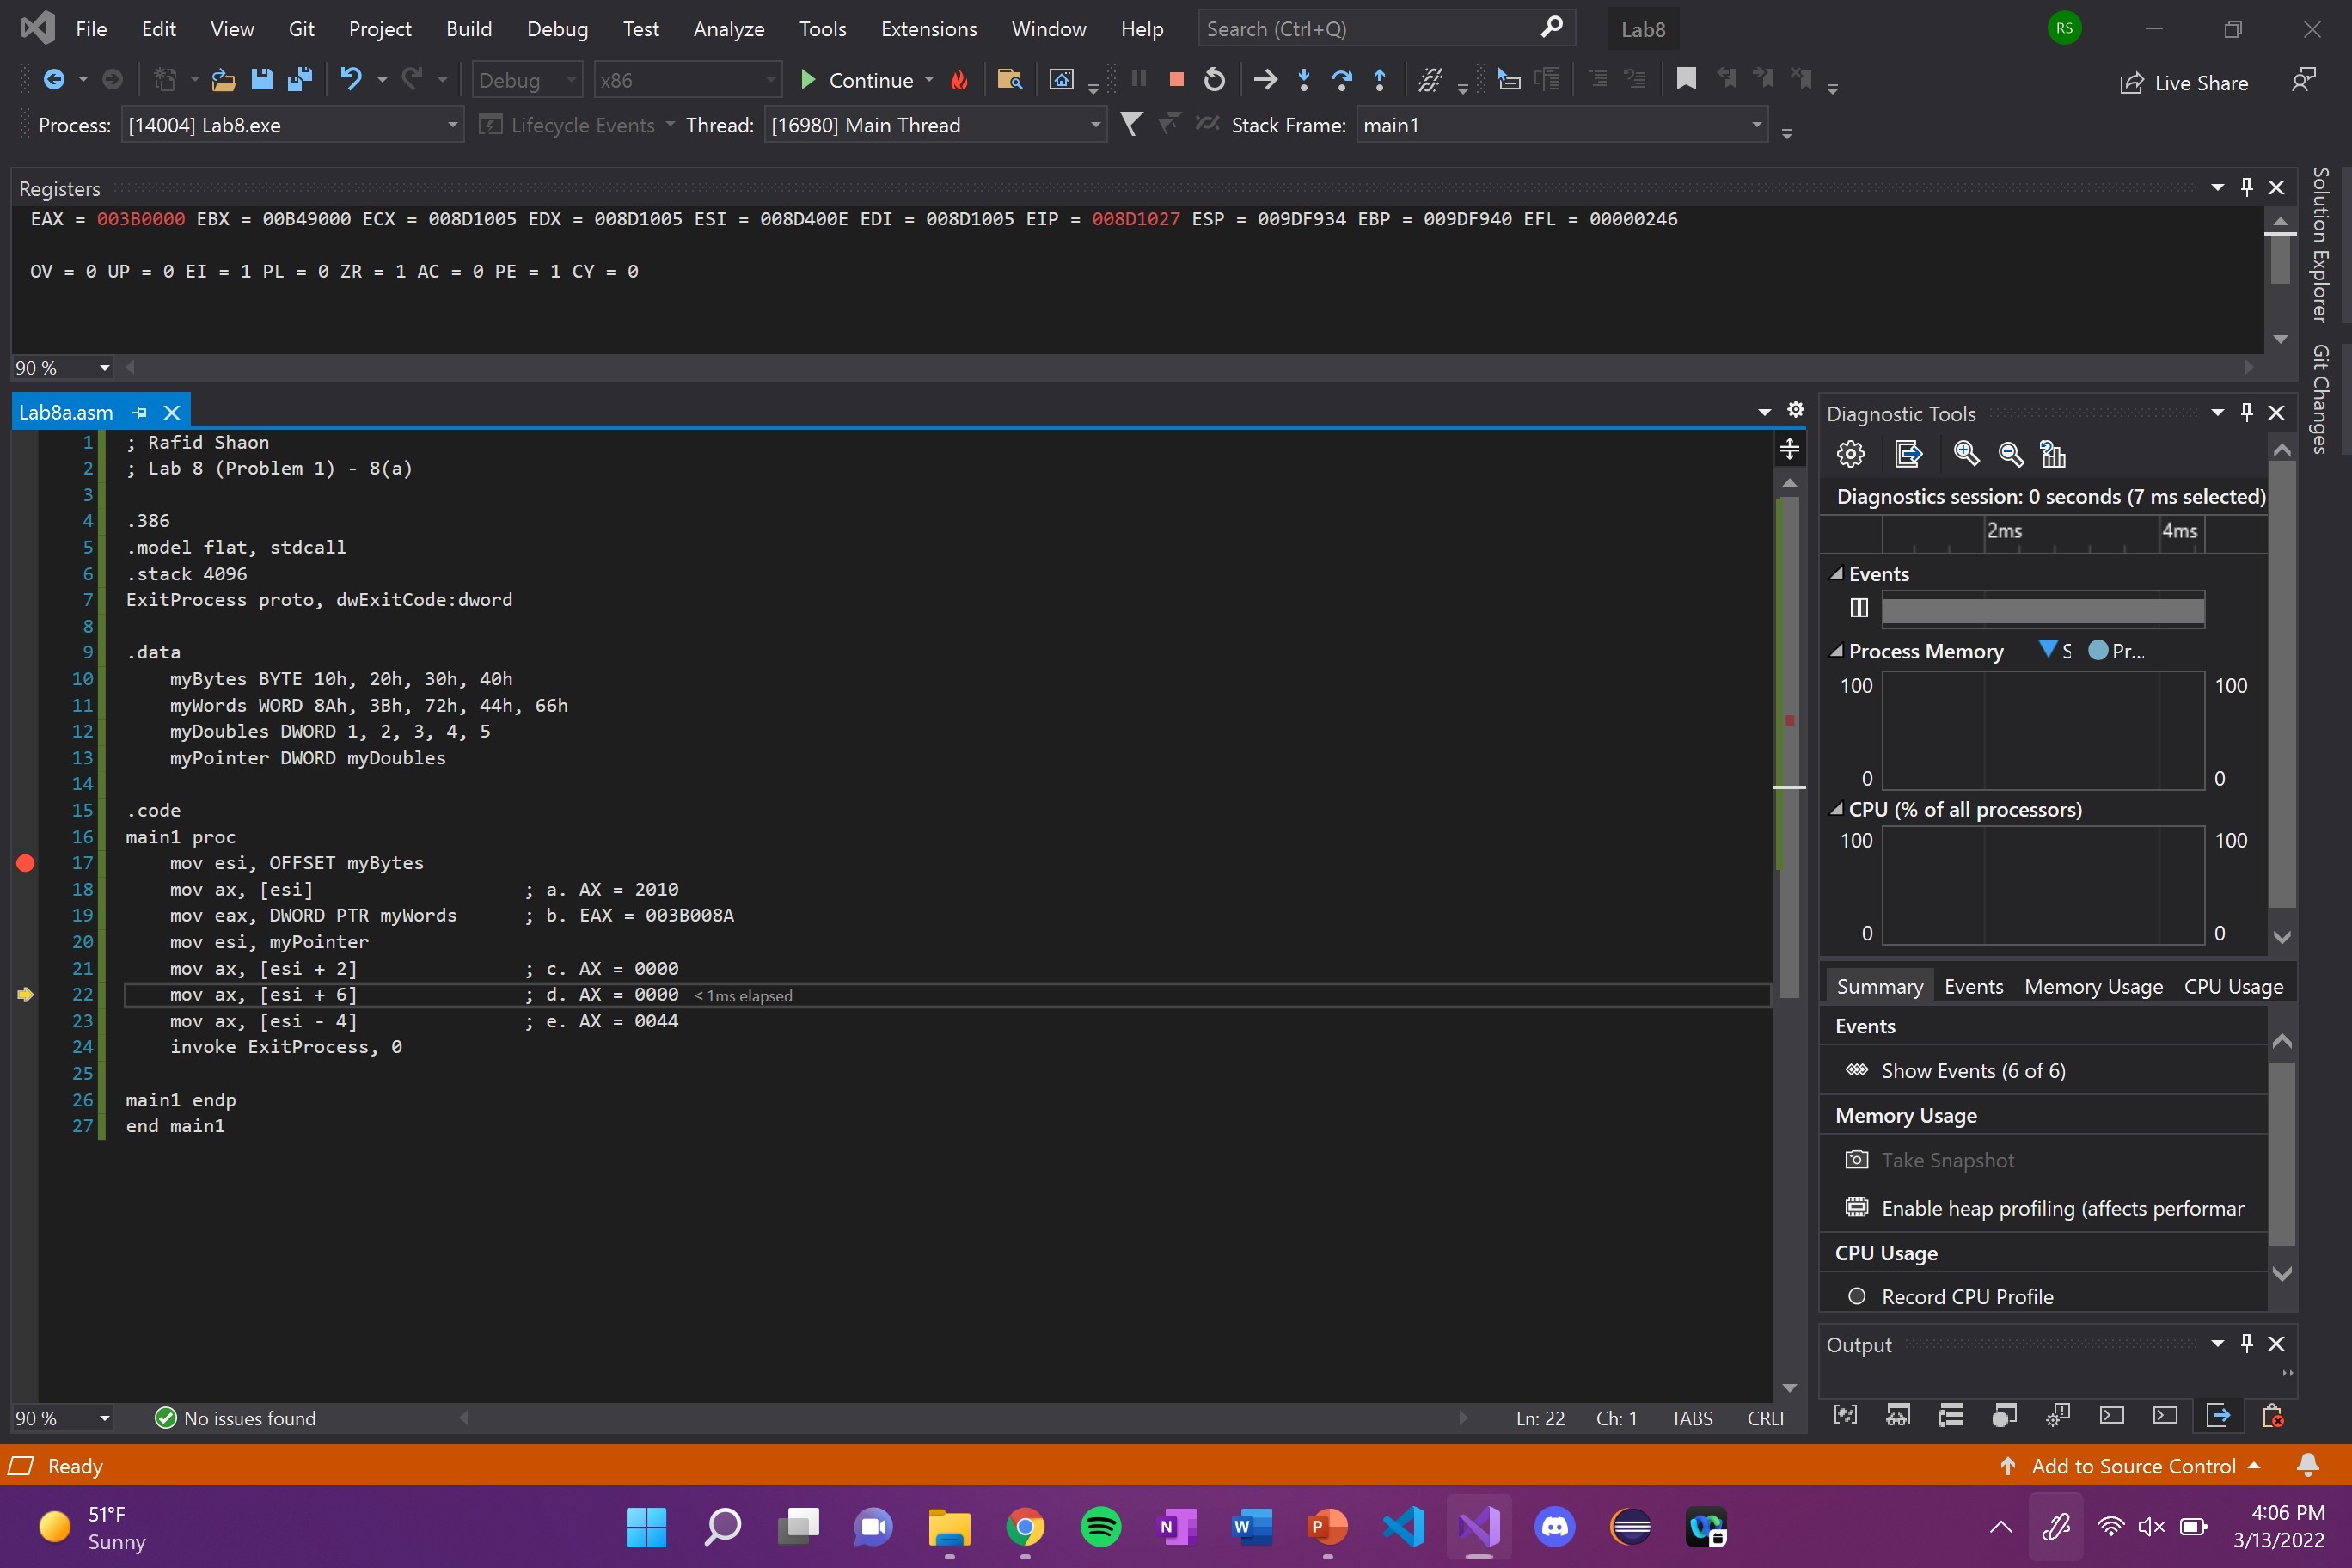 File Edit View Git Project Build Debug Test Analyze Tools Extensions Window Help Search (Ctrl+Q) Lab8 RS
Debug x86 Continue Live Share
Process: [14004] Lab8.exe Lifecycle Events Thread: [16980] Main Thread Stack Frame: main1
Registers
EAX = 003B0000 EBX = 00B49000 ECX = 008D1005 EDX = 008D1005 ESI = 008D400E EDI = 008D1005 EIP = 008D1027 ESP = 009DF934 EBP = 009DF940 EFL = 00000246
OV = 0 UP = 0 EI = 1 PL = 0 ZR = 1 AC = 0 PE = 1 CY = 0
90 %
Solution Explorer
Git Changes
Lab8a.asm
1 ; Rafid Shaon
2 ; Lab 8 (Problem 1) - 8(a)
3
4 .386
5 .model flat, stdcall
6 .stack 4096
7 ExitProcess proto, dwExitCode:dword
8
9 .data
10 myBytes BYTE 10h, 20h, 30h, 40h
11 myWords WORD 8Ah, 3Bh, 72h, 44h, 66h
12 myDoubles DWORD 1, 2, 3, 4, 5
13 myPointer DWORD myDoubles
14
15 .code
16 main1 proc
17 mov esi, OFFSET myBytes
18 mov ax, [esi] ; a. AX = 2010
19 mov eax, DWORD PTR myWords ; b. EAX = 003B008A
20 mov esi, myPointer
21 mov ax, [esi + 2] ; c. AX = 0000
22 mov ax, [esi + 6] ; d. AX = 0000 ≤ 1ms elapsed
23 mov ax, [esi - 4] ; e. AX = 0044
24 invoke ExitProcess, 0
25
26 main1 endp
27 end main1
90 % No issues found Ln: 22 Ch: 1 TABS CRLF
Diagnostic Tools
Diagnostics session: 0 seconds (7 ms selected)
2ms 4ms
Events
Process Memory S Pr...
100 100
0 0
CPU (% of all processors)
100 100
0 0
Summary Events Memory Usage CPU Usage
Events
Show Events (6 of 6)
Memory Usage
Take Snapshot
Enable heap profiling (affects performar
CPU Usage
Record CPU Profile
Output
Ready Add to Source Control
51°F
Sunny
4:06 PM
3/13/2022